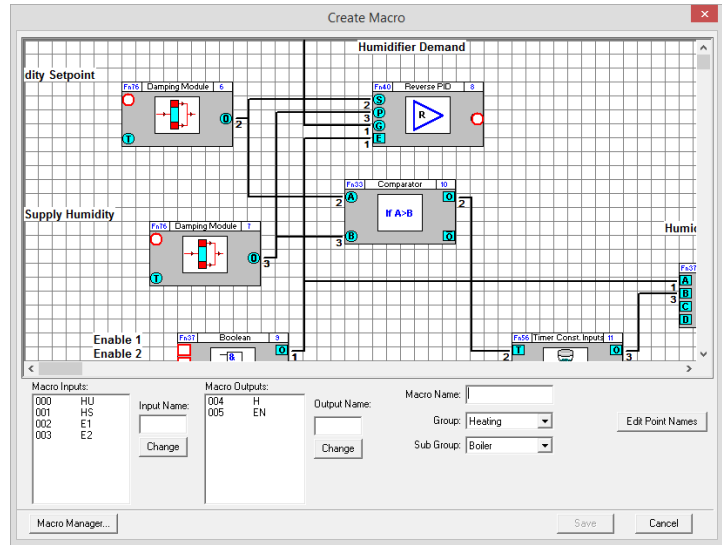 Create Macro
Humidifier Demand
dity Setpoint
Fn76 Damping Module 6
T
O
2
Fn40 Reverse PID 8
S
P
G
E
R
2
3
1
1
Fn33 Comparator 10
A
B
If A>B
O
O
2
3
2
Supply Humidity
Fn76 Damping Module 7
T
O
3
Humic
Fn37
A
B
C
D
1
3
Enable 1
Enable 2
Fn37 Boolean 9
&
O
1
Fn56 Timer Const. Inputs 11
T
O
2
3
Macro Inputs:
000 HU
001 HS
002 E1
003 E2
Input Name:
Change
Macro Outputs:
004 H
005 EN
Output Name:
Change
Macro Name:
Group: Heating
Sub Group: Boiler
Edit Point Names
Macro Manager...
Save
Cancel